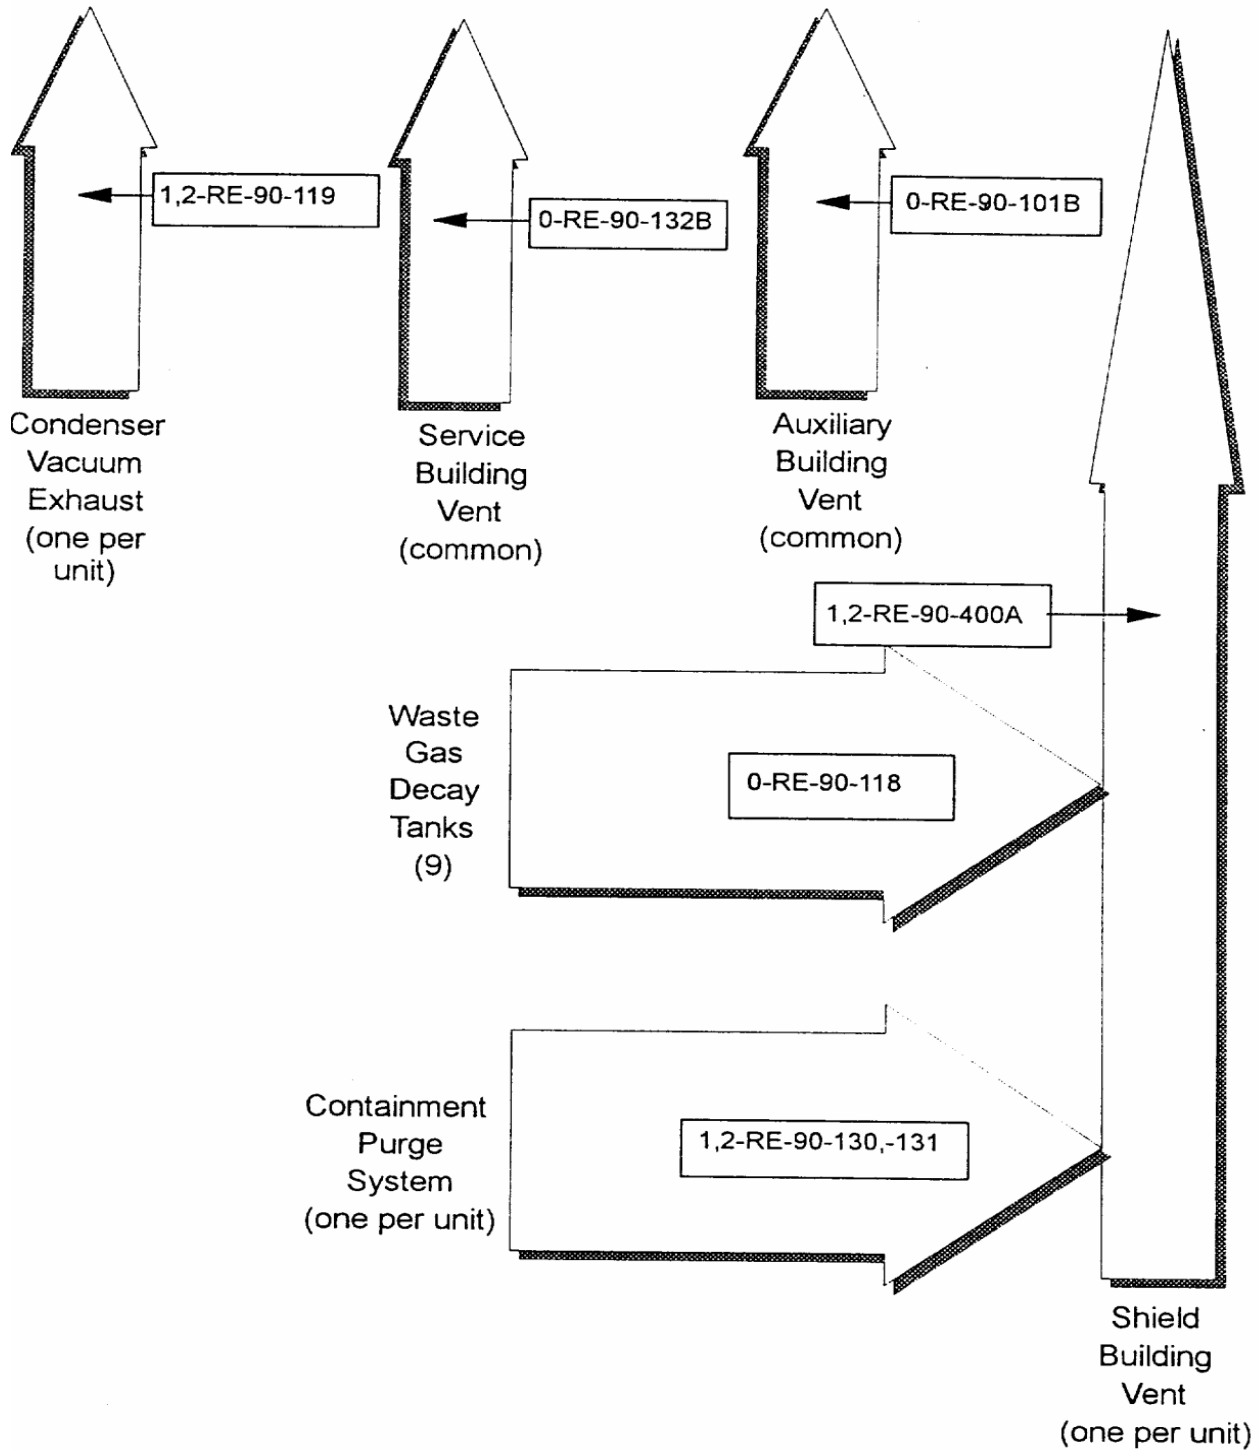 1,2-RE-90-119
0-RE-90-132B
0-RE-90-101B
Condenser
Vacuum
Exhaust
(one per
unit)
Service
Building
Vent
(common)
Auxiliary
Building
Vent
(common)
1,2-RE-90-400A
Waste
Gas
Decay
Tanks
(9)
0-RE-90-118
Containment
Purge
System
(one per unit)
1,2-RE-90-130,-131
Shield
Building
Vent
(one per unit)